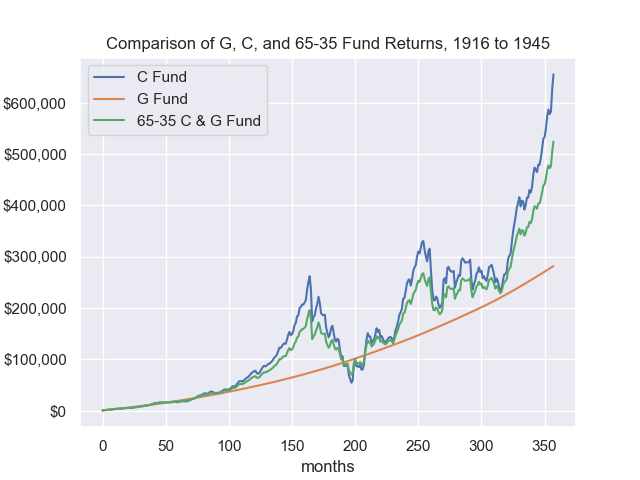 Comparison of G, C, and 65-35 Fund Returns, 1916 to 1945
C Fund
G Fund
65-35 C & G Fund
$600,000
$500,000
$400,000
$300,000
$200,000
$100,000
$0
0 50 100 150 200 250 300 350
months